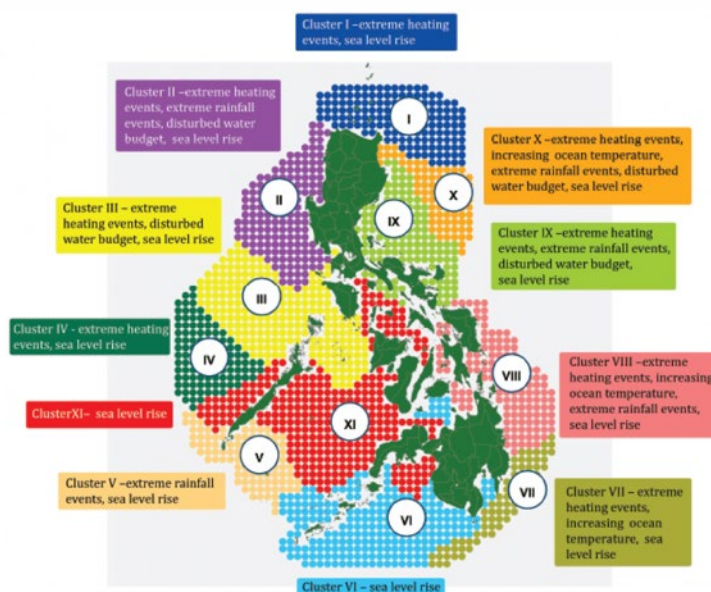 Cluster I –extreme heating
events, sea level rise
Cluster II –extreme heating
events, extreme rainfall
events, disturbed water
budget, sea level rise
I
Cluster X –extreme heating events,
increasing ocean temperature,
extreme rainfall events, disturbed
water budget, sea level rise
X
II
IX
Cluster III – extreme
heating events, disturbed
water budget, sea level rise
Cluster IX –extreme heating
events, extreme rainfall events,
disturbed water budget,
sea level rise
III
Cluster IV - extreme heating
events, sea level rise
IV
VIII
Cluster VIII –extreme
heating events, increasing
ocean temperature,
extreme rainfall events,
sea level rise
ClusterXI– sea level rise
XI
V
Cluster V –extreme rainfall
events, sea level rise
VII
Cluster VII – extreme
heating events,
increasing ocean
temperature, sea
level rise
VI
Cluster VI – sea level rise